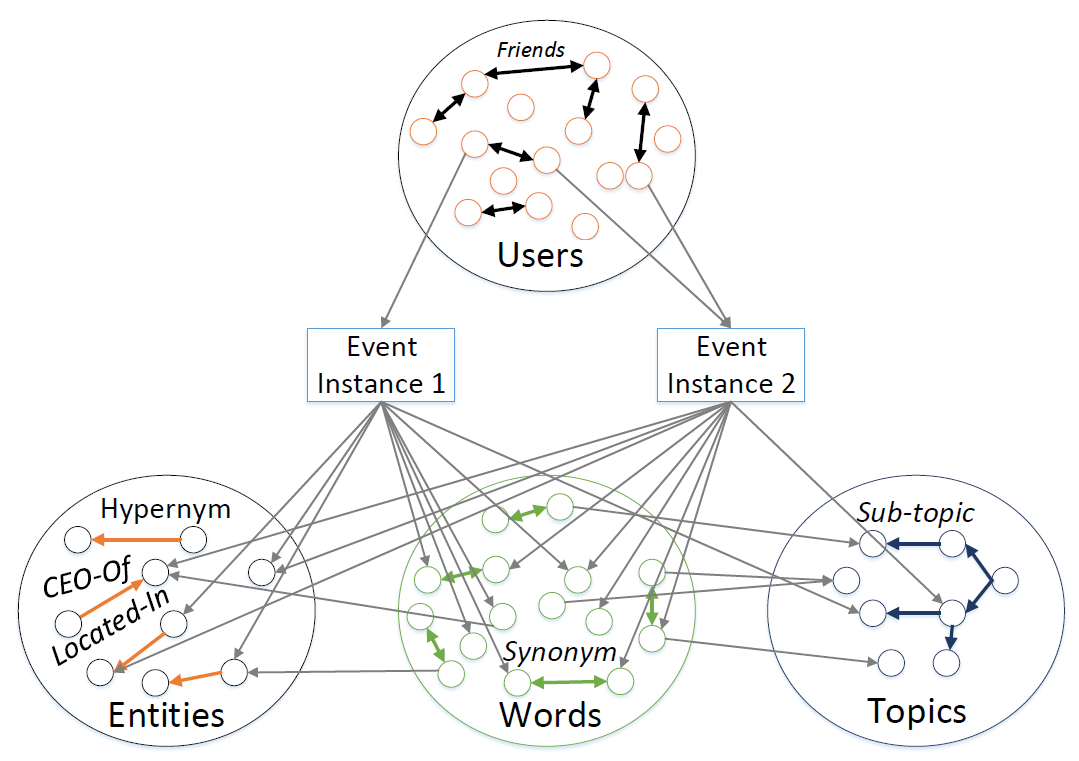 Friends
Users
Event
Instance 1
Event
Instance 2
Hypernym
CEO-Of
Located-In
Entities
Synonym
Words
Sub-topic
Topics